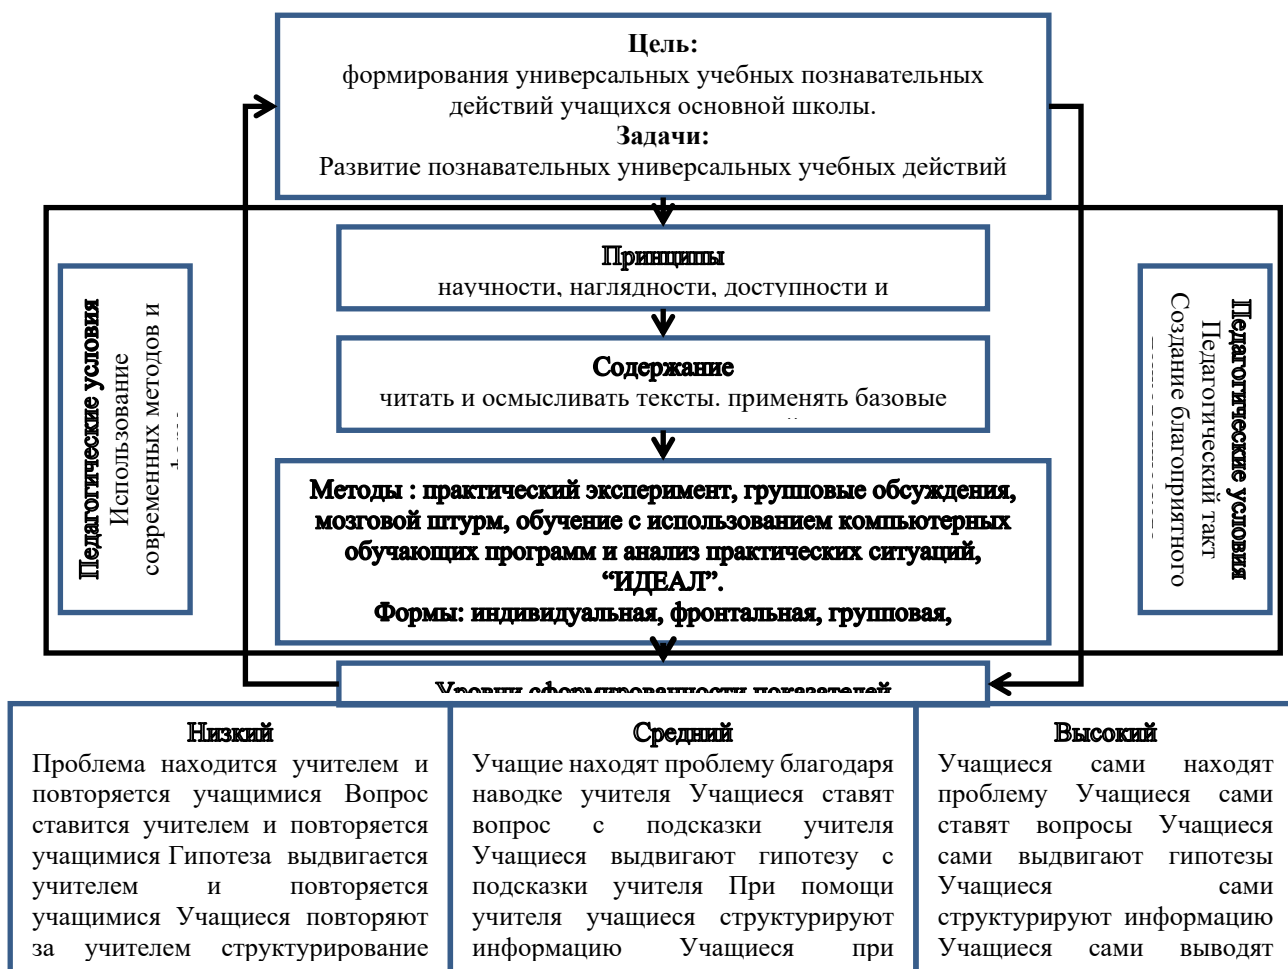 Цель:
формирования универсальных учебных познавательных
действий учащихся основной школы.
Задачи:
Развитие познавательных универсальных учебных действий
Принципы
научности, наглядности, доступности и
Педагогические условия
Использование
современных методов и
Содержание
читать и осмысливать тексты. применять базовые
Педагогические условия
Педагогический такт
Создание благоприятного
Методы : практический эксперимент, групповые обсуждения,
мозговой штурм, обучение с использованием компьютерных
обучающих программ и анализ практических ситуаций,
“ИДЕАЛ”.
Формы: индивидуальная, фронтальная, групповая,
Уровни сформированности показателей
Низкий
Проблема находится учителем и
повторяется учащимися Вопрос
ставится учителем и повторяется
учащимися Гипотеза выдвигается
учителем и повторяется
учащимися Учащиеся повторяют
за учителем структурирование
Средний
Учащие находят проблему благодаря
наводке учителя Учащиеся ставят
вопрос с подсказки учителя
Учащиеся выдвигают гипотезу с
подсказки учителя При помощи
учителя учащиеся структурируют
информацию Учащиеся при
Высокий
Учащиеся сами находят
проблему Учащиеся сами
ставят вопросы Учащиеся
сами выдвигают гипотезы
Учащиеся сами
структурируют информацию
Учащиеся сами выводят